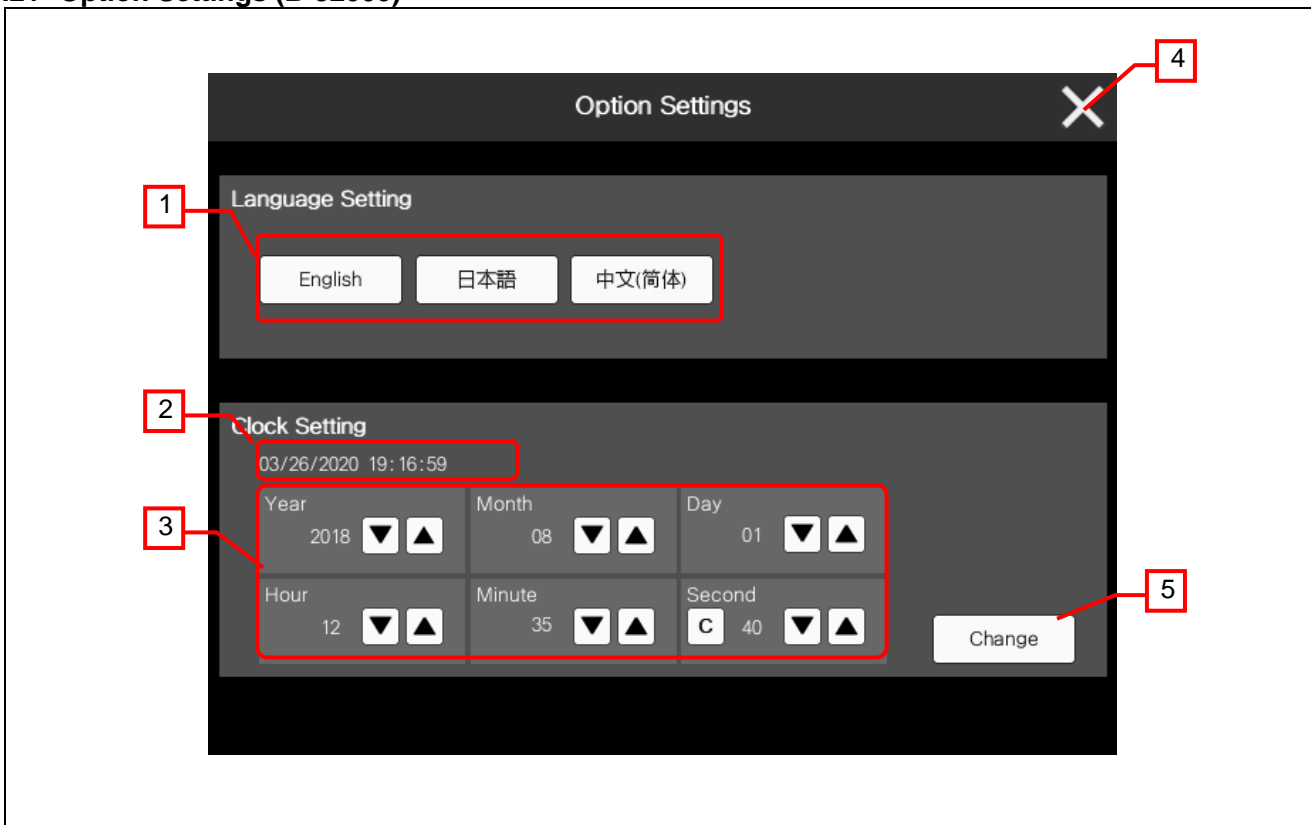 Option Settings
4
Language Setting
1
English 日本語 中文(简体)
2
Clock Setting
03/26/2020 19:16:59
Year Month Day
3
2018 08 01
Hour Minute Second
5
12 35 C 40
Change